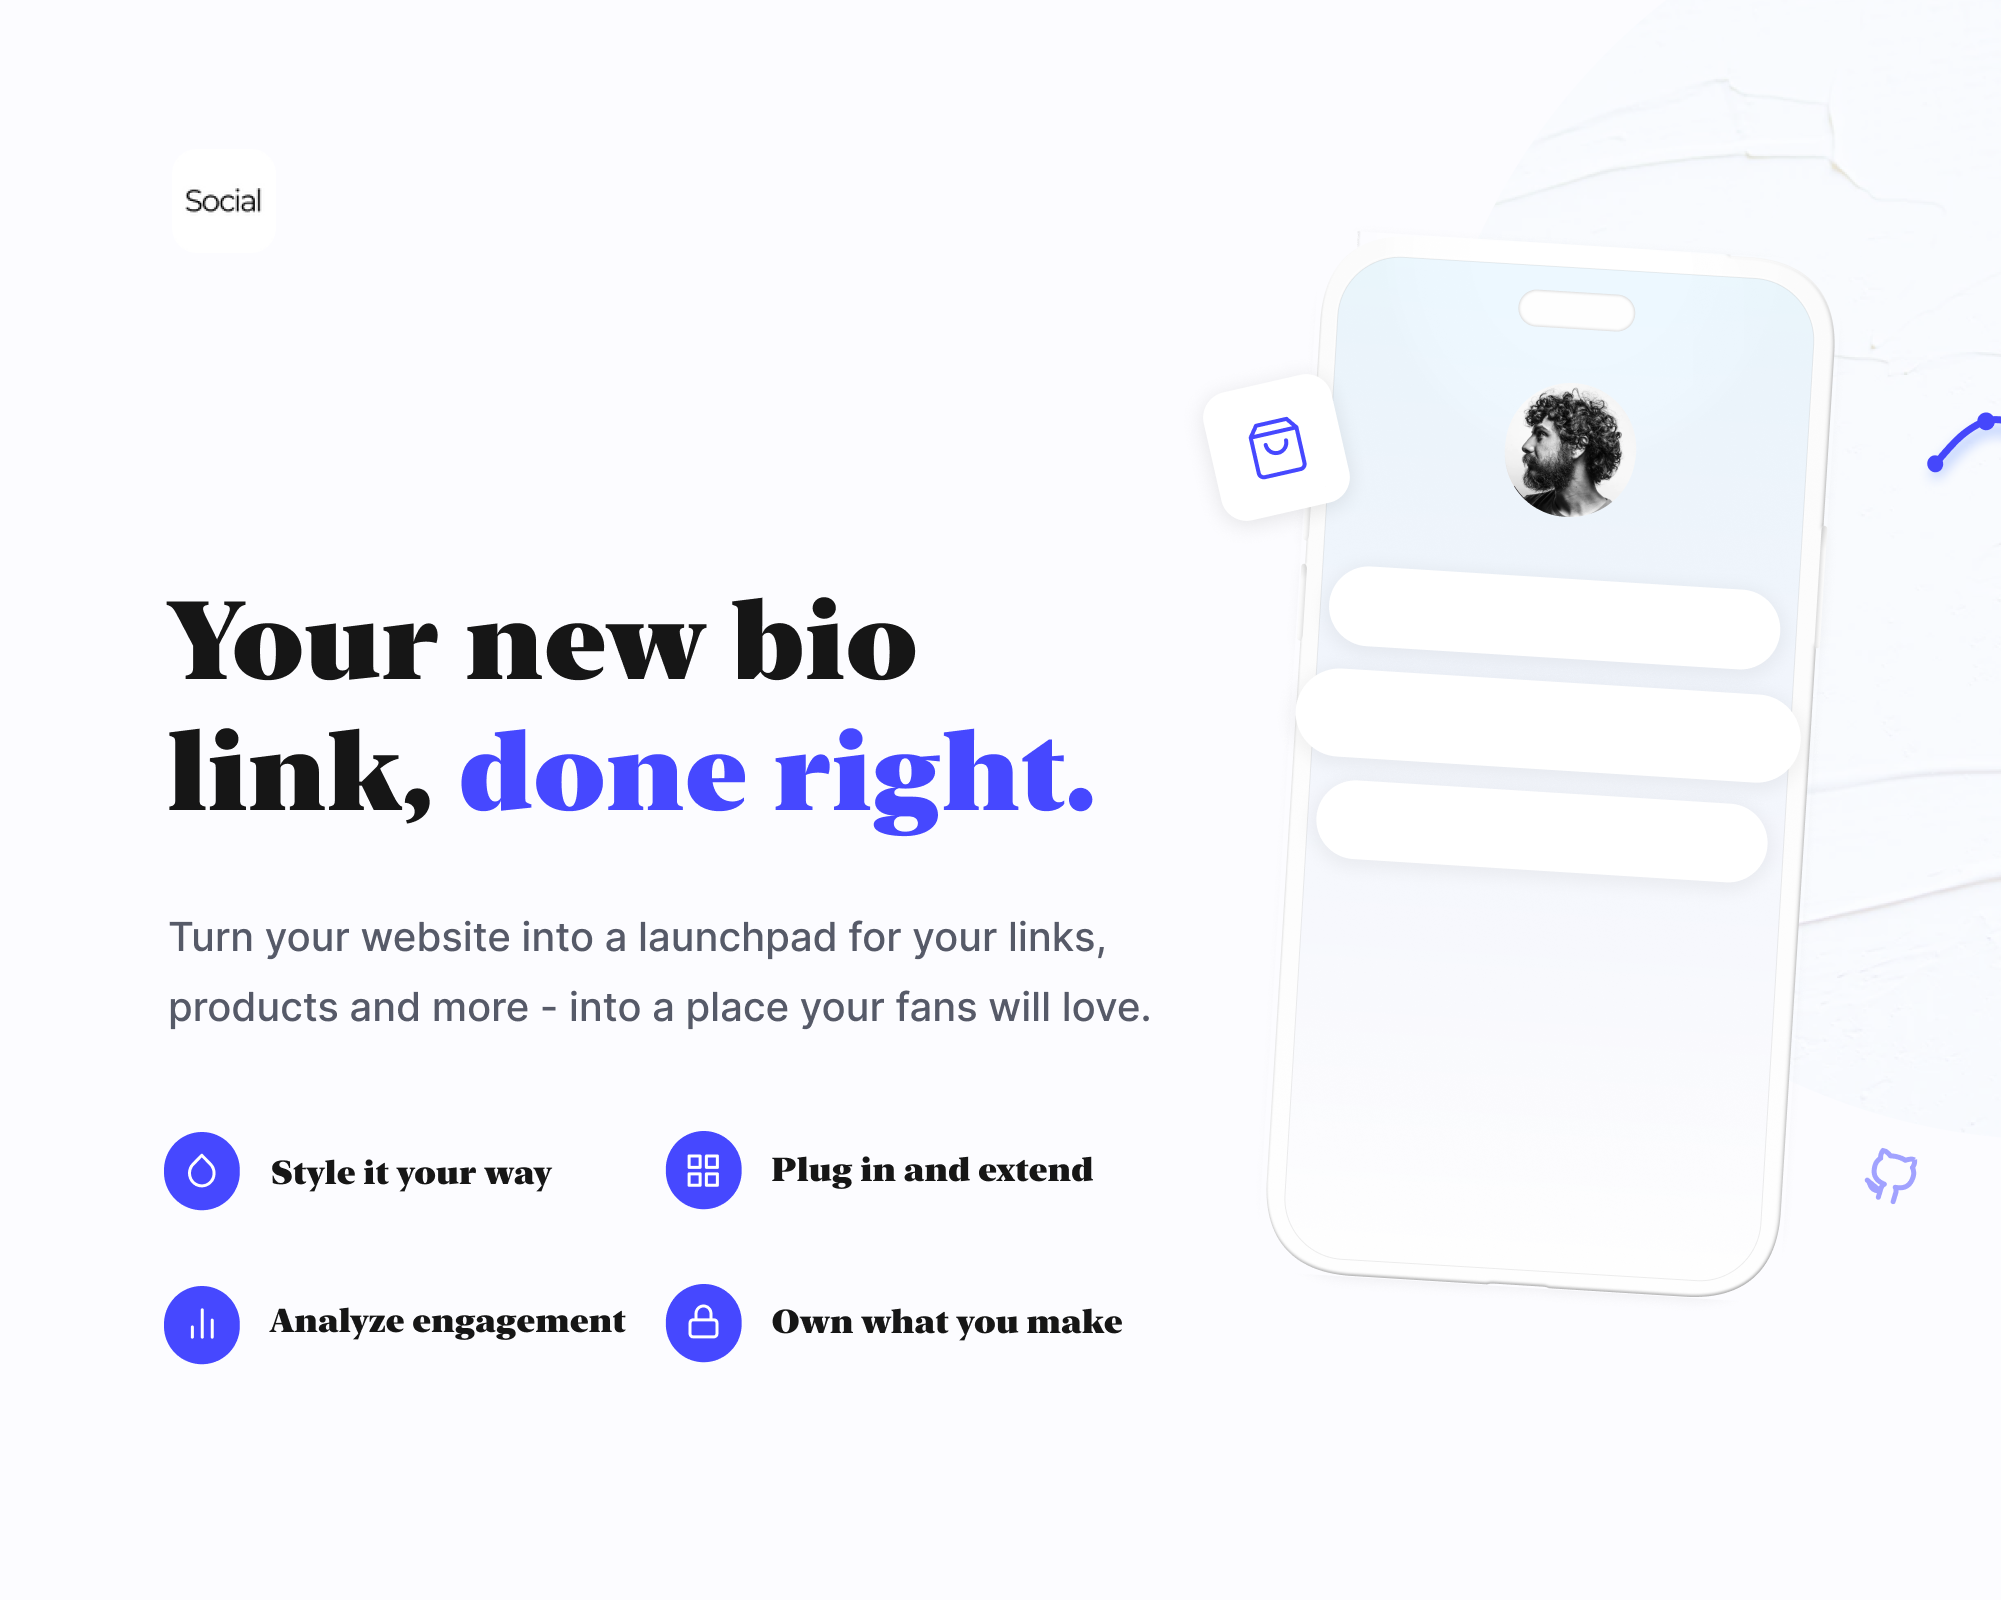 Social
Your new bio
link, done right.
Turn your website into a launchpad for your links,
products and more - into a place your fans will love.
Style it your way
Plug in and extend
Analyze engagement
Own what you make